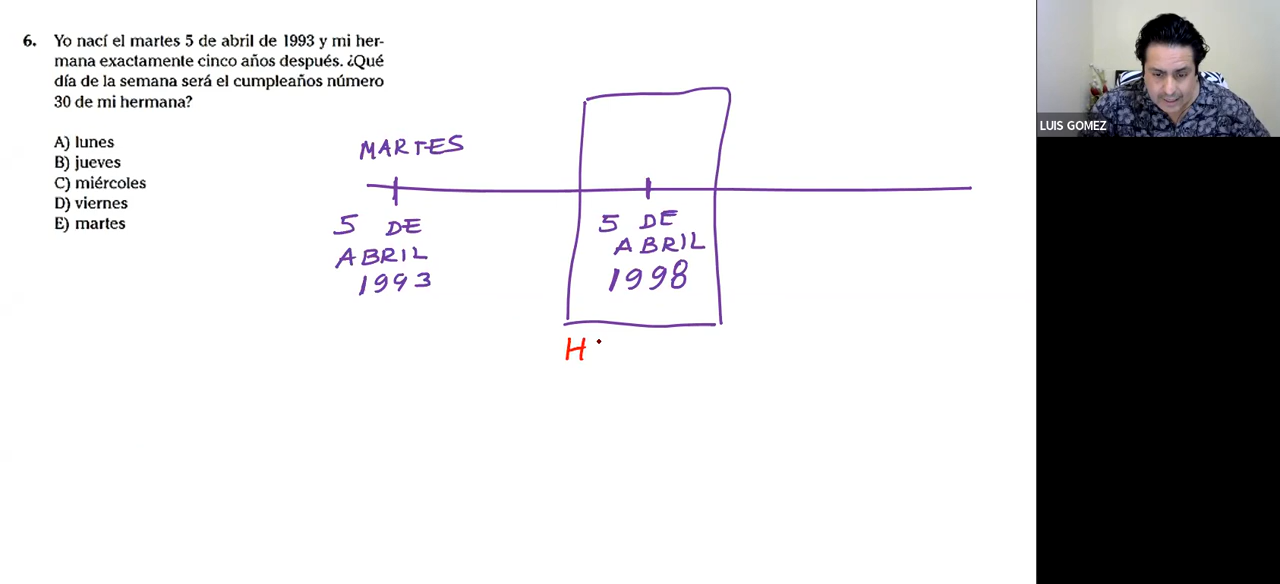 6. Yo nací el martes 5 de abril de 1993 y mi her-
mana exactamente cinco años después. ¿Qué
día de la semana será el cumpleaños número
30 de mi hermana?
A) lunes
B) jueves
C) miércoles
D) viernes
E) martes
MARTES
5 DE
ABRIL
1993
5 DE
ABRIL
1998
H
LUIS GOMEZ